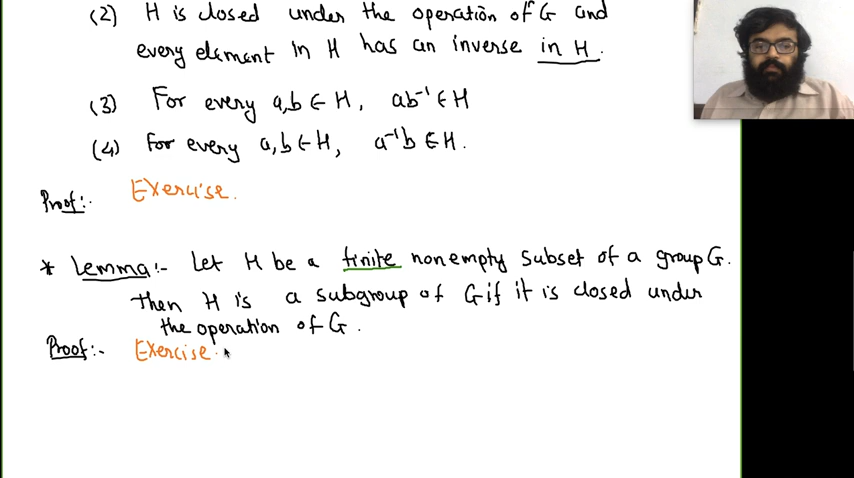 (2) H is closed under the operation of G and
every element in H has an inverse in H.
(3) For every a,b ∈ H, ab⁻¹ ∈ H
(4) For every a,b ∈ H, a⁻¹b ∈ H.
Proof:- Exercise.
* Lemma:- Let H be a finite nonempty subset of a group G.
Then H is a subgroup of G if it is closed under
the operation of G.
Proof:- Exercise.